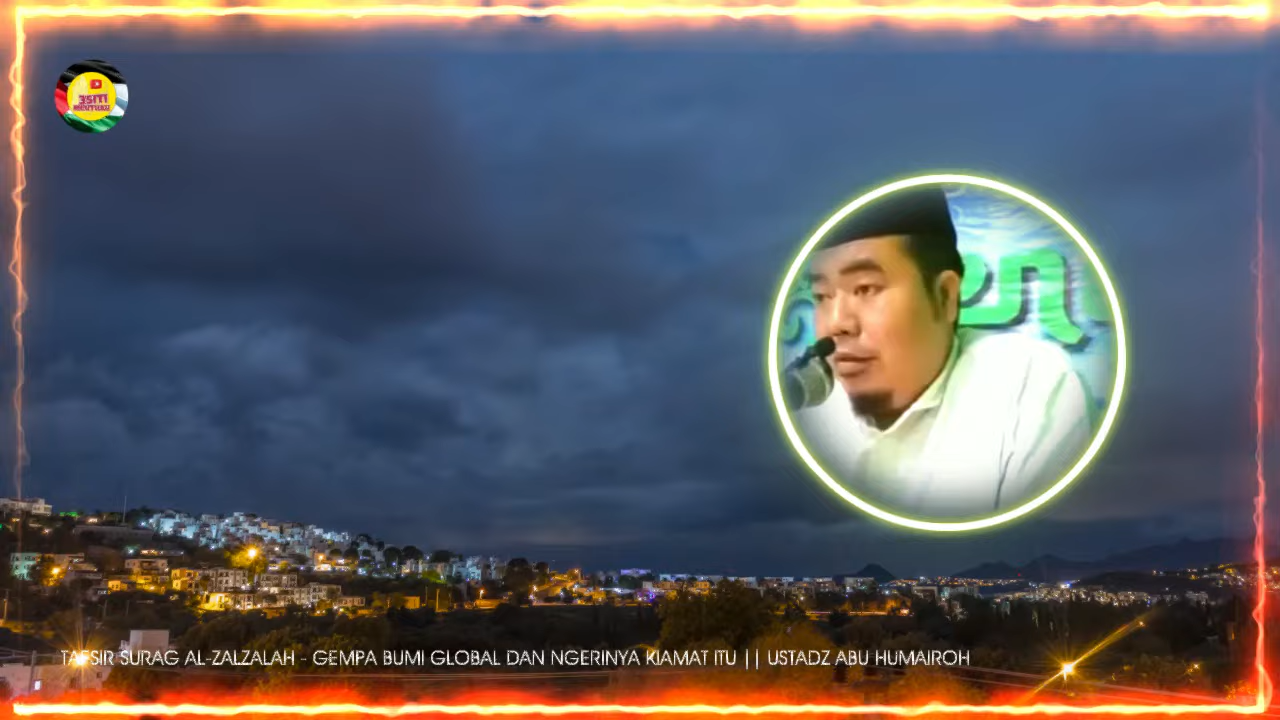 TAFSIR SURAG AL-ZALZALAH - GEMPA BUMI GLOBAL DAN NGERINYA KIAMAT ITU || USTADZ ABU HUMAIROH